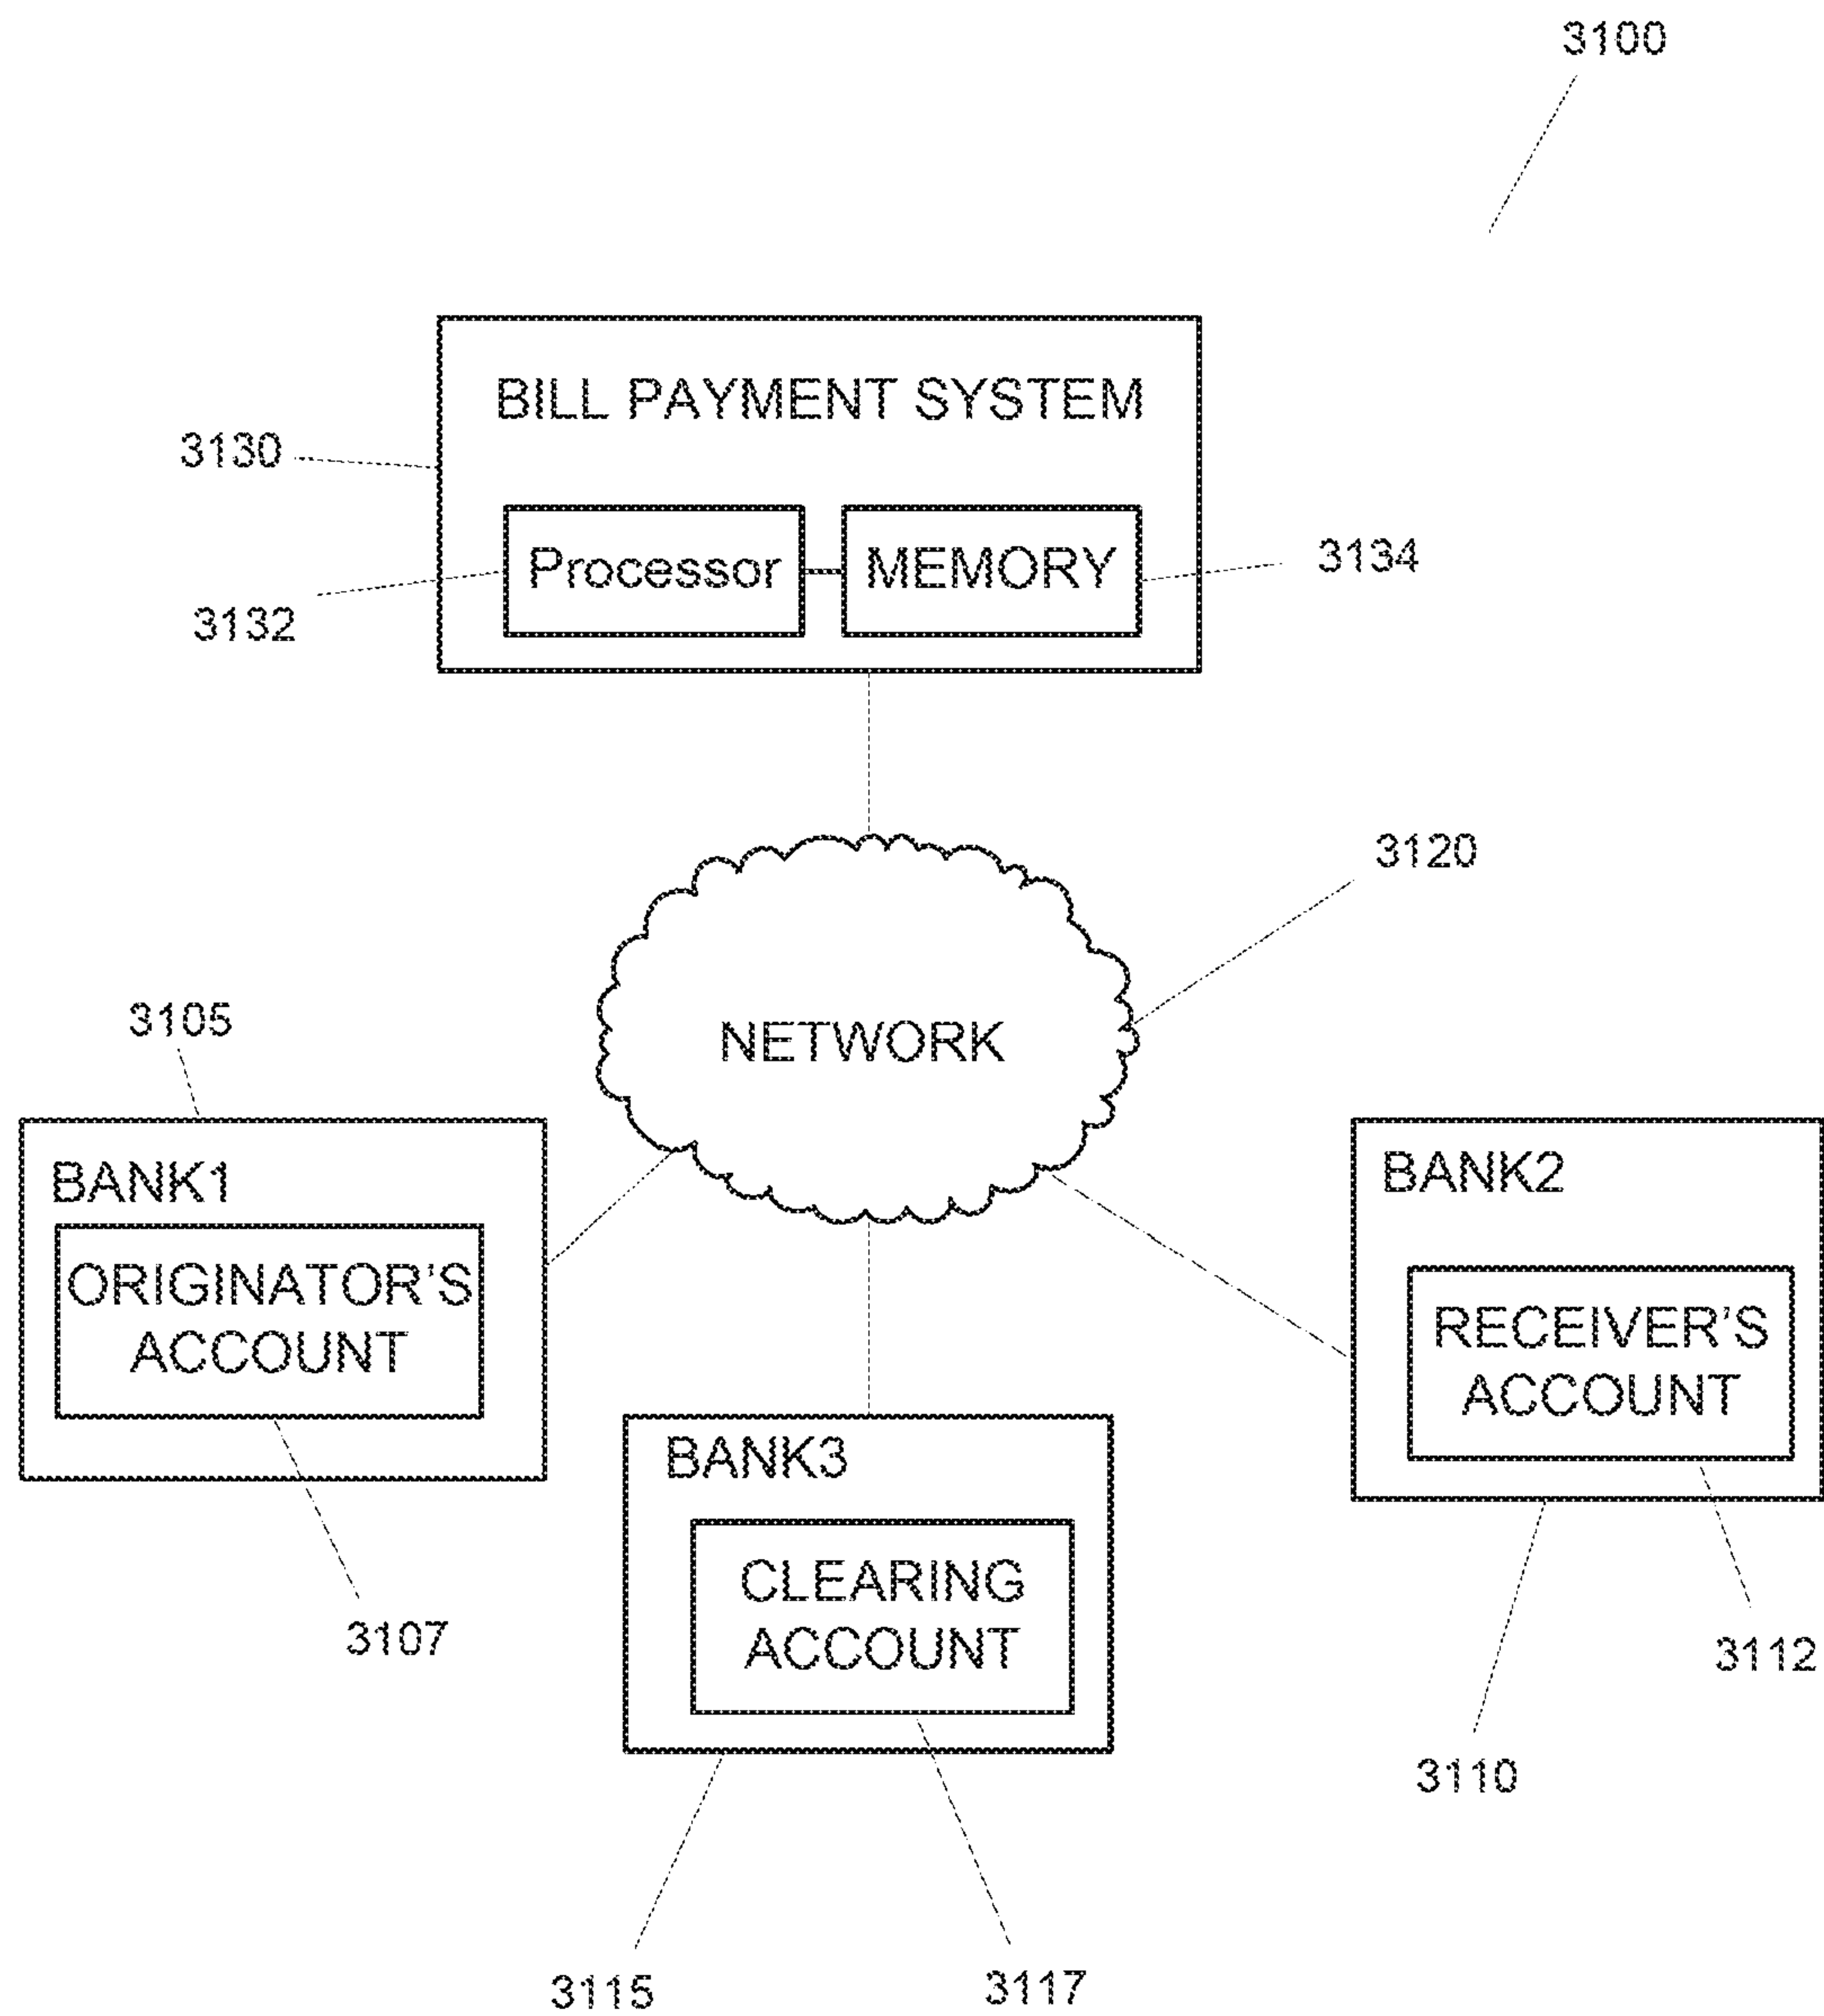 3100
BILL PAYMENT SYSTEM
3130
Processor
MEMORY
3134
3132
3120
NETWORK
3105
BANK1
BANK2
ORIGINATOR'S
ACCOUNT
RECEIVER'S
ACCOUNT
BANK3
CLEARING
ACCOUNT
3107
3112
3110
3115
3117